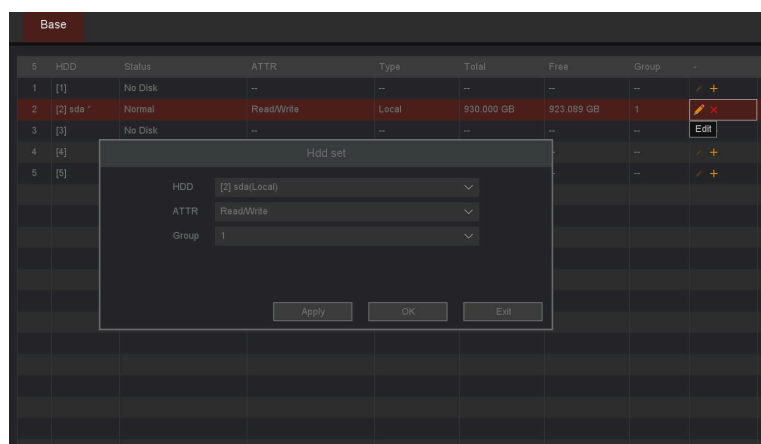 Base
5 HDD Status ATTR Type Total Free Group -
1 [1] No Disk -- -- -- -- --
2 [2] sda * Normal Read/Write Local 930.000 GB 923.089 GB 1
3 [3] No Disk -- -- -- -- --
Edit
4 [4] - --
5 [5] - --
Hdd set
HDD [2] sda(Local)
ATTR Read/Write
Group 1
Apply OK Exit